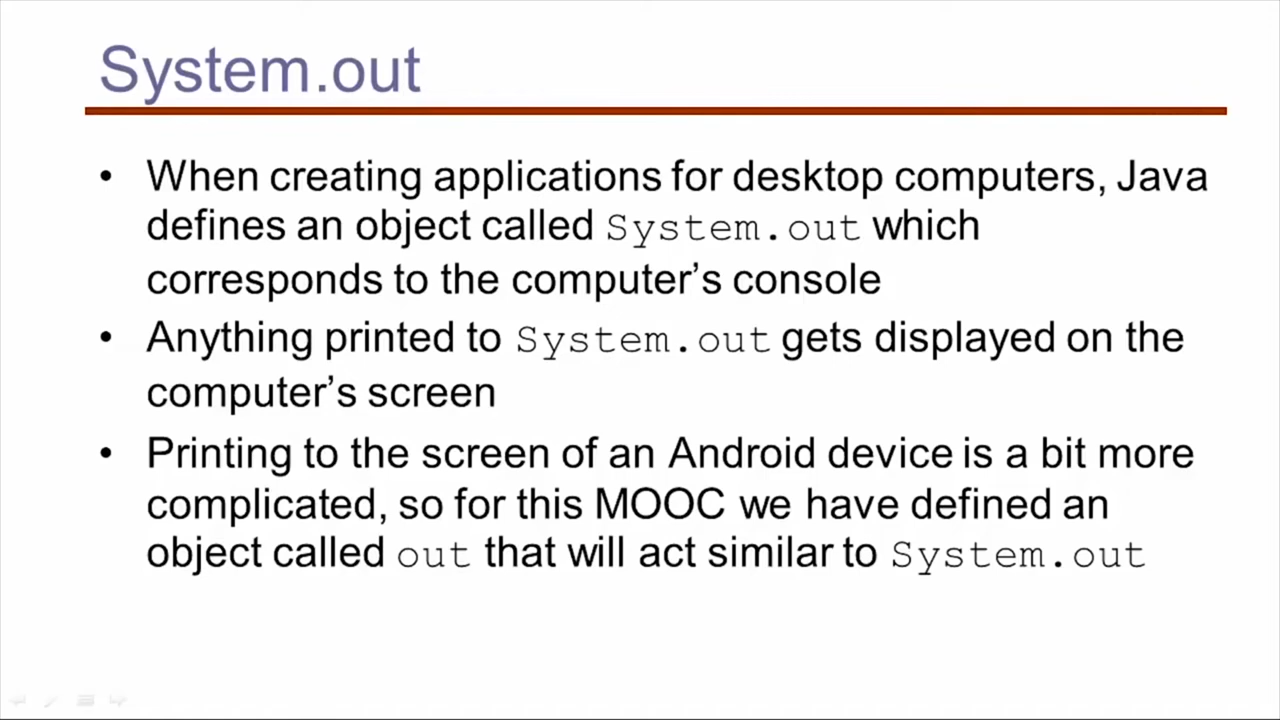 System.out
• When creating applications for desktop computers, Java
defines an object called System.out which
corresponds to the computer's console
• Anything printed to System.out gets displayed on the
computer's screen
• Printing to the screen of an Android device is a bit more
complicated, so for this MOOC we have defined an
object called out that will act similar to System.out